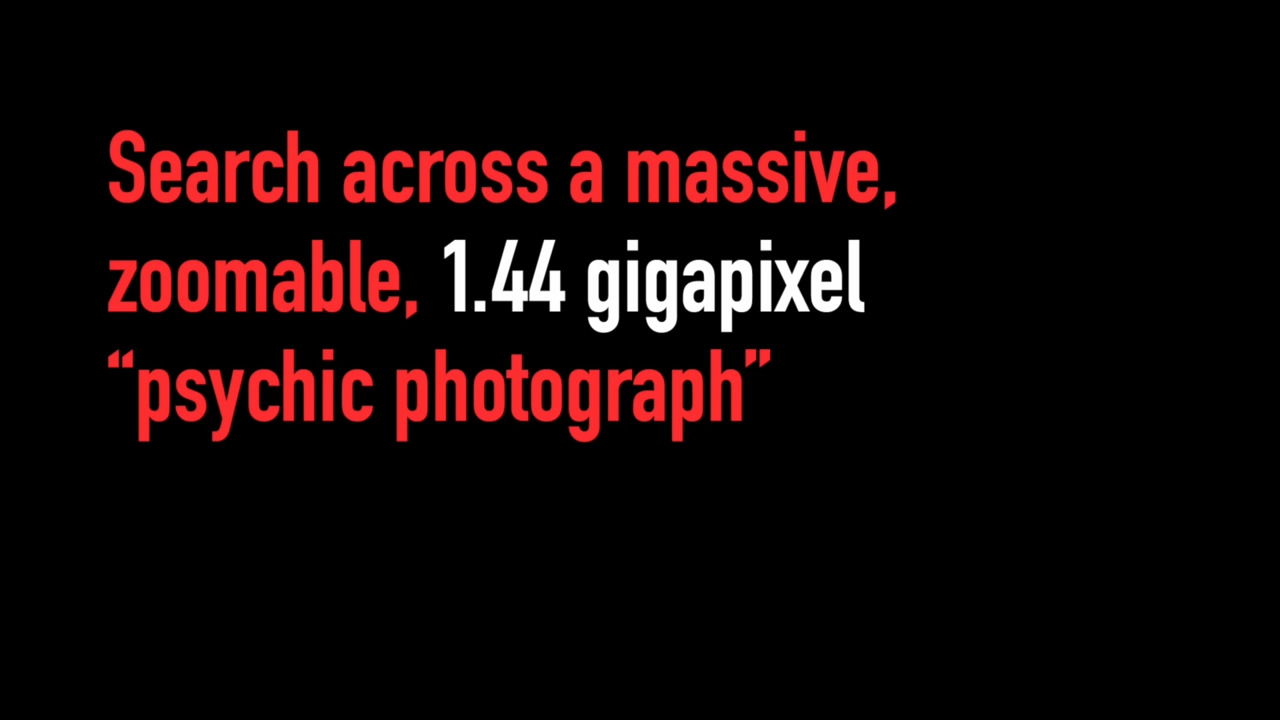 Search across a massive,
zoomable, 1.44 gigapixel
“psychic photograph”